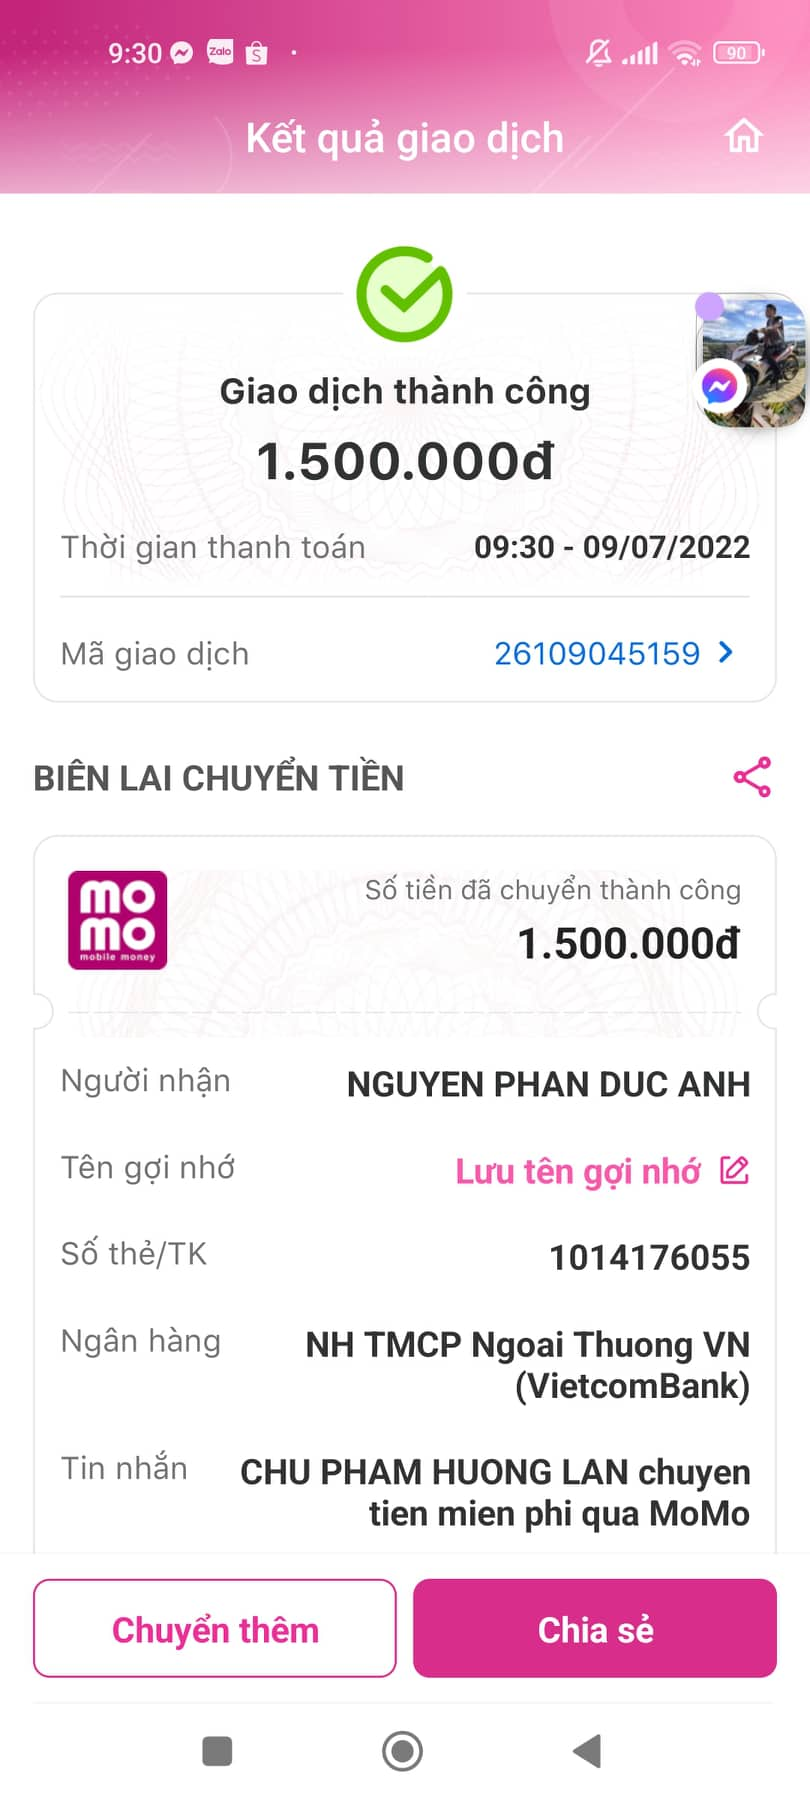 9:30 Zalo S 90
Kết quả giao dịch
Giao dịch thành công
1.500.000đ
Thời gian thanh toán 09:30 - 09/07/2022
Mã giao dịch 26109045159
BIÊN LAI CHUYỂN TIỀN
mo
mo
mobile money
Số tiền đã chuyển thành công
1.500.000đ
Người nhận NGUYEN PHAN DUC ANH
Tên gợi nhớ Lưu tên gợi nhớ
Số thẻ/TK 1014176055
Ngân hàng NH TMCP Ngoai Thuong VN
(VietcomBank)
Tin nhắn CHU PHAM HUONG LAN chuyen
tien mien phi qua MoMo
Chuyển thêm Chia sẻ